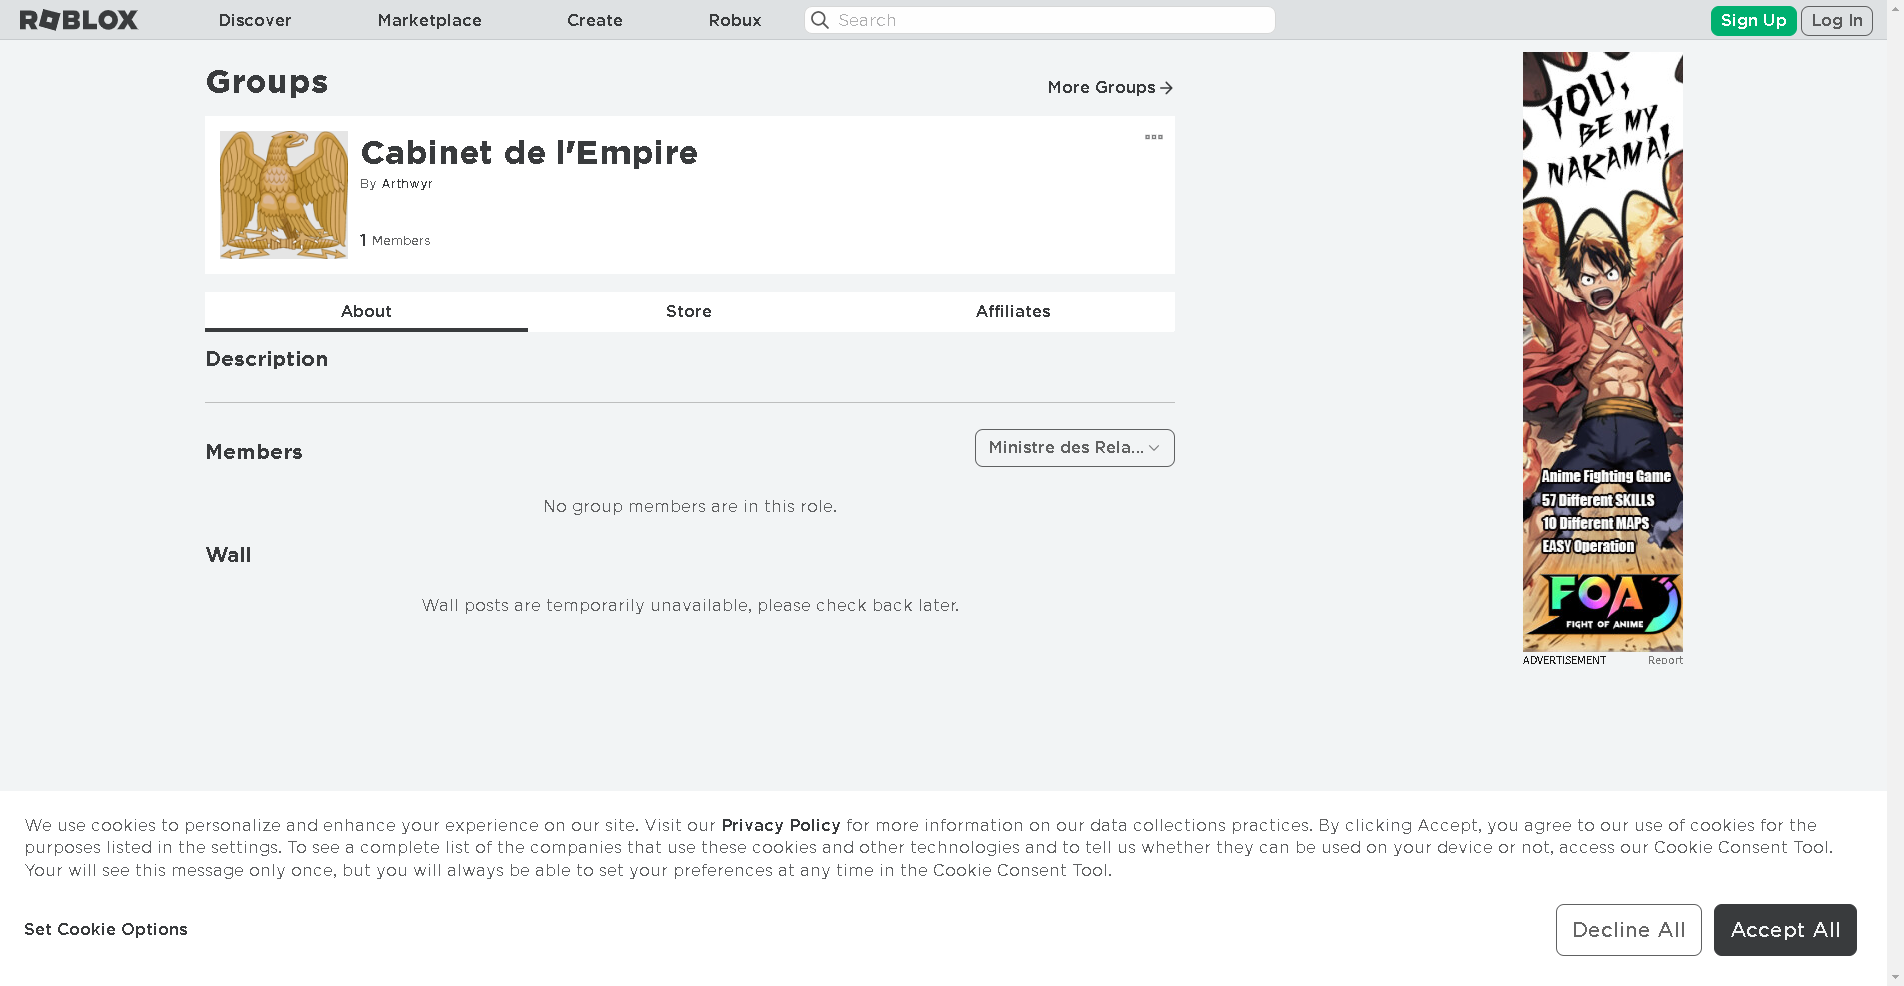 ROBLOX
Discover
Marketplace
Create
Robux
Search
Sign Up
Log In
Groups
More Groups
Cabinet de l'Empire
By Arthwyr
1 Members
About
Store
Affiliates
Description
Members
Ministre des Rela...
No group members are in this role.
Wall
Wall posts are temporarily unavailable, please check back later.
YOU,
BE MY
NAKAMA!
Anime Fighting Game
57 Different SKILLS
10 Different MAPS
EASY Operation
FOA
FIGHT OF ANIME
ADVERTISEMENT
Report
We use cookies to personalize and enhance your experience on our site. Visit our Privacy Policy for more information on our data collections practices. By clicking Accept, you agree to our use of cookies for the
purposes listed in the settings. To see a complete list of the companies that use these cookies and other technologies and to tell us whether they can be used on your device or not, access our Cookie Consent Tool.
Your will see this message only once, but you will always be able to set your preferences at any time in the Cookie Consent Tool.
Set Cookie Options
Decline All
Accept All